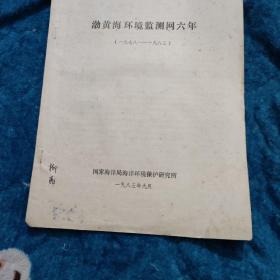 渤黄海环境监测网六年
(一九七八——一九八三)
国家海洋局海洋环境保护研究所
一九八三年九月